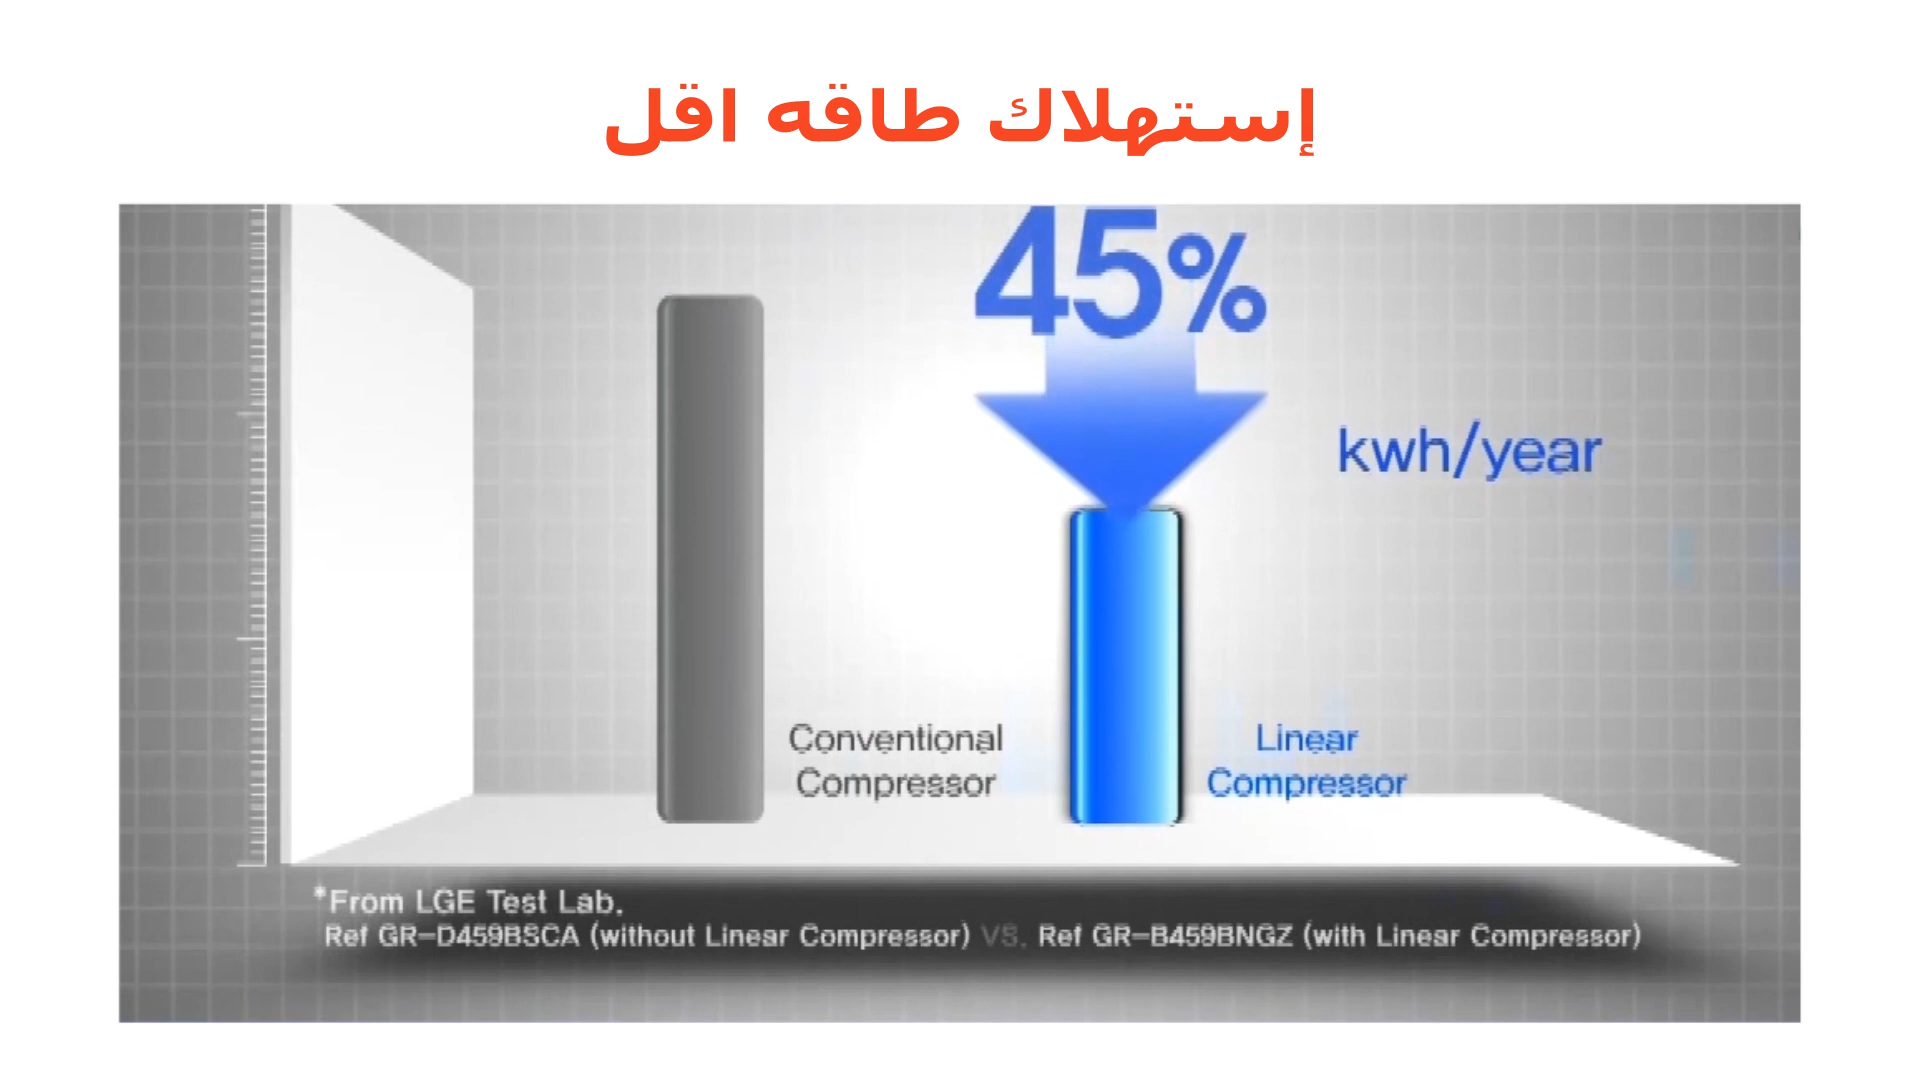 إستهلاك طاقه اقل
45%
kwh/year
Conventional
Compressor
Linear
Compressor
*From LGE Test Lab.
Ref GR-D459BSCA (without Linear Compressor) VS. Ref GR-B459BNGZ (with Linear Compressor)